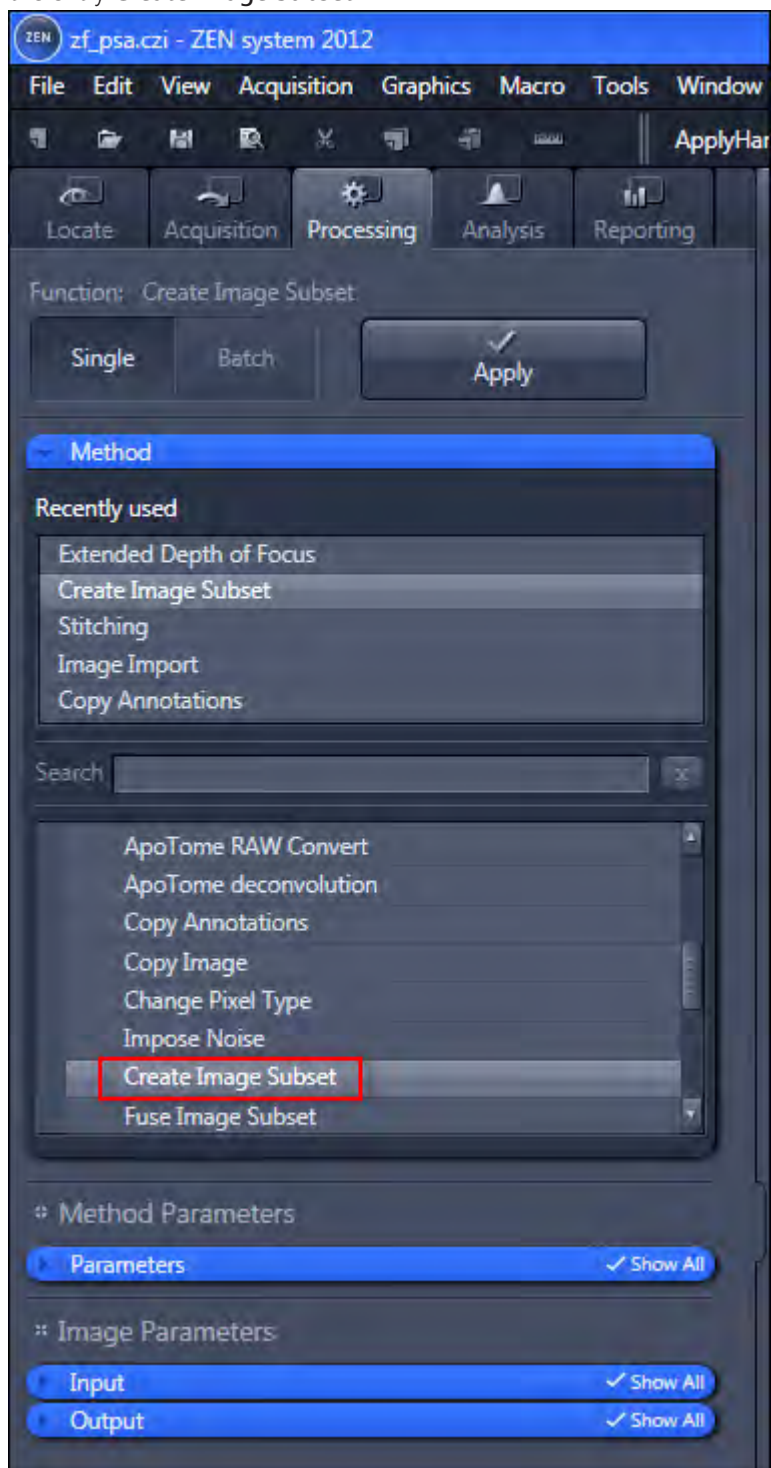 ZEN zf_psa.czi - ZEN system 2012
File Edit View Acquisition Graphics Macro Tools Window
ApplyHar
Locate Acquisition Processing Analysis Reporting
Function: Create Image Subset
Single Batch Apply
Method
Recently used
Extended Depth of Focus
Create Image Subset
Stitching
Image Import
Copy Annotations
Search x
ApoTome RAW Convert
ApoTome deconvolution
Copy Annotations
Copy Image
Change Pixel Type
Impose Noise
Create Image Subset
Fuse Image Subset
Method Parameters
Parameters Show All
Image Parameters
Input Show All
Output Show All